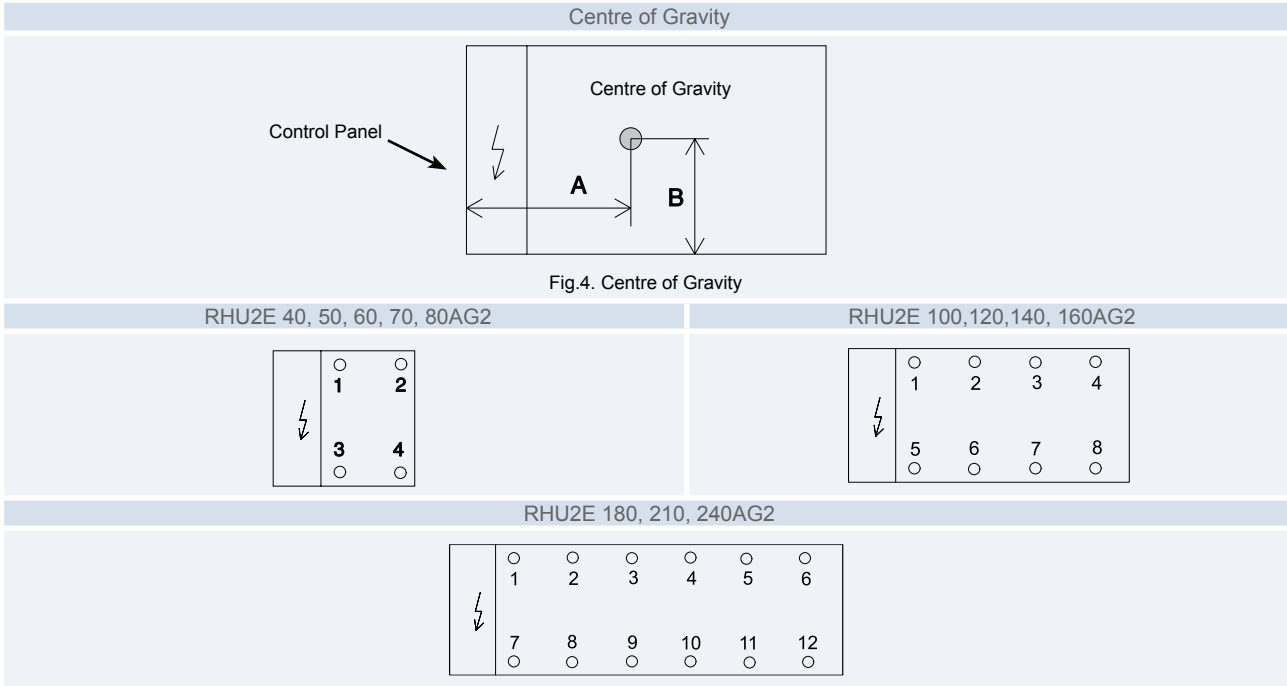 Centre of Gravity
Centre of Gravity
Control Panel
A
B
Fig.4. Centre of Gravity
RHU2E 40, 50, 60, 70, 80AG2
1 2
3 4
RHU2E 100,120,140, 160AG2
1 2 3 4
5 6 7 8
RHU2E 180, 210, 240AG2
1 2 3 4 5 6
7 8 9 10 11 12